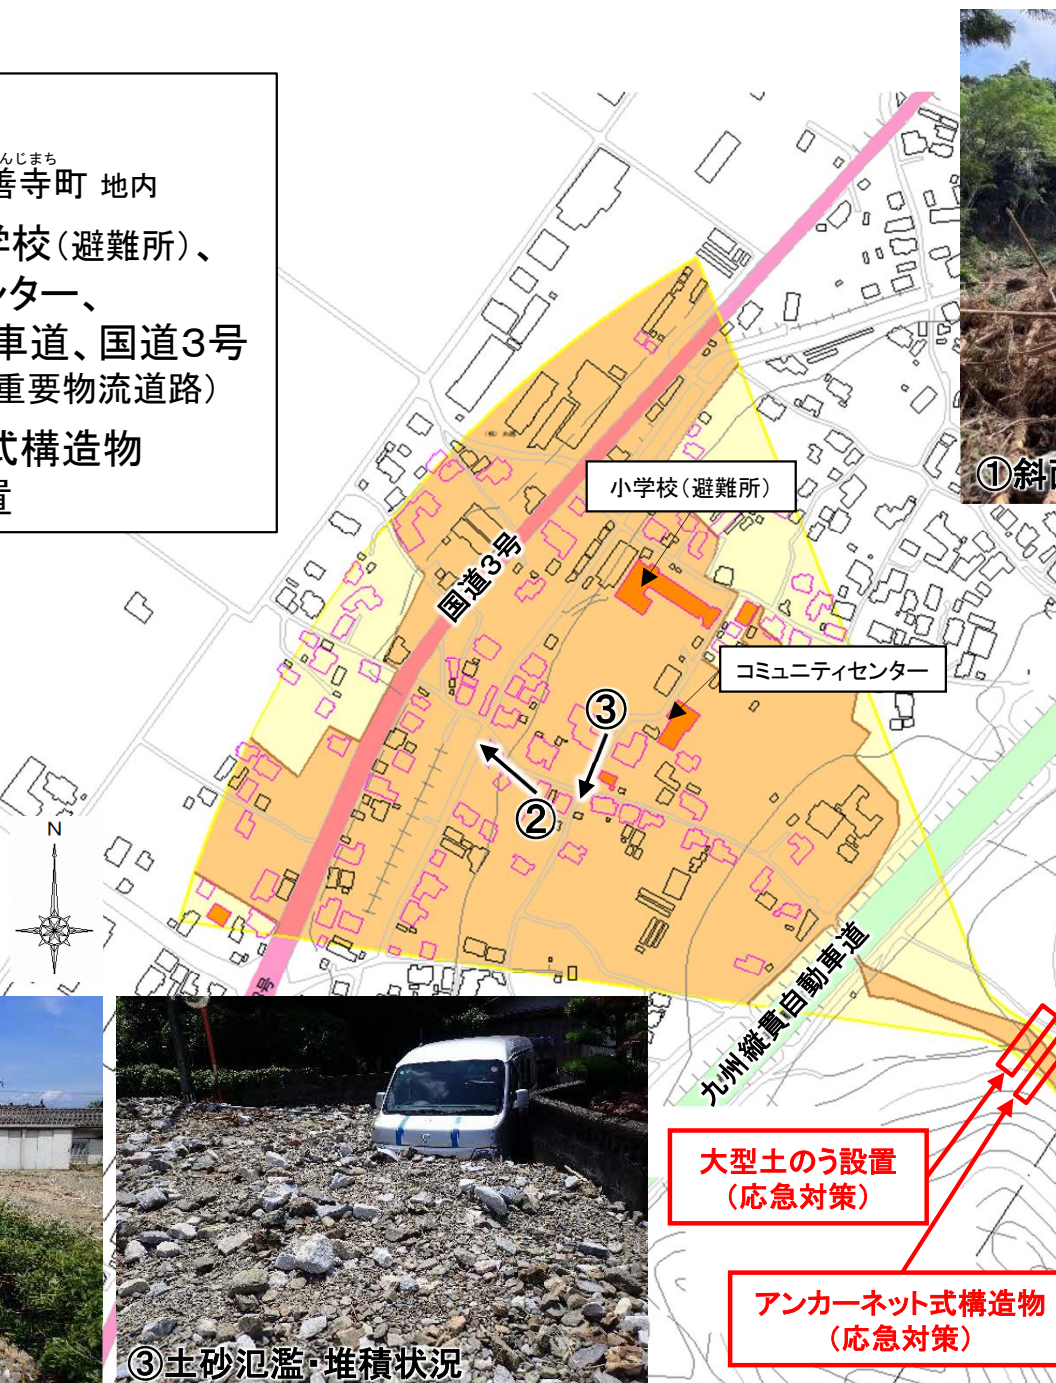 んじまち
善寺町 地内
学校（避難所）、
ンター、
車道、国道3号
重要物流道路）
式構造物
置
①斜面
小学校（避難所）
国道3号
コミュニティセンター
③
②
N
九州縦貫自動車道
号
大型土のう設置
（応急対策）
アンカーネット式構造物
（応急対策）
③土砂氾濫・堆積状況